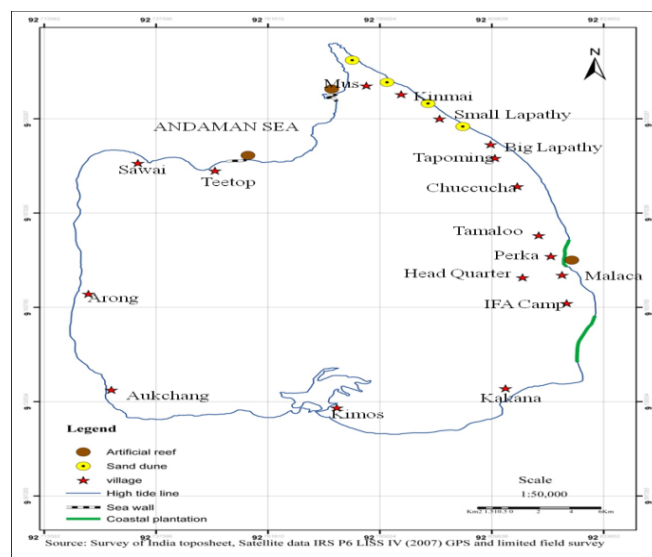 N
Mus
Kinmai
Small Lapathy
ANDAMAN SEA
Big Lapathy
Tapoming
Sawai
Teetop
Chuccucha
Tamaloo
Perka
Head Quarter
Malaca
Arong
IFA Camp
Aukchang
Kakana
Kimos
Legend
Artificial reef
Sand dune
village
High tide line
Sea wall
Coastal plantation
Scale
1:50,000
Source: Survey of India toposheet, Satellite data IRS P6 LISS IV (2007) GPS and limited field survey